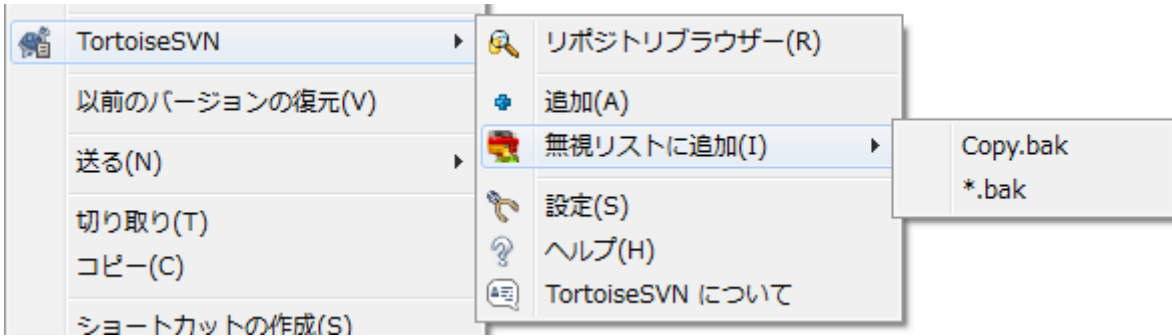 TortoiseSVN
以前のバージョンの復元(V)
送る(N)
切り取り(T)
コピー(C)
ショートカットの作成(S)
リポジトリブラウザー(R)
追加(A)
無視リストに追加(I)
設定(S)
ヘルプ(H)
TortoiseSVN について
Copy.bak
*.bak